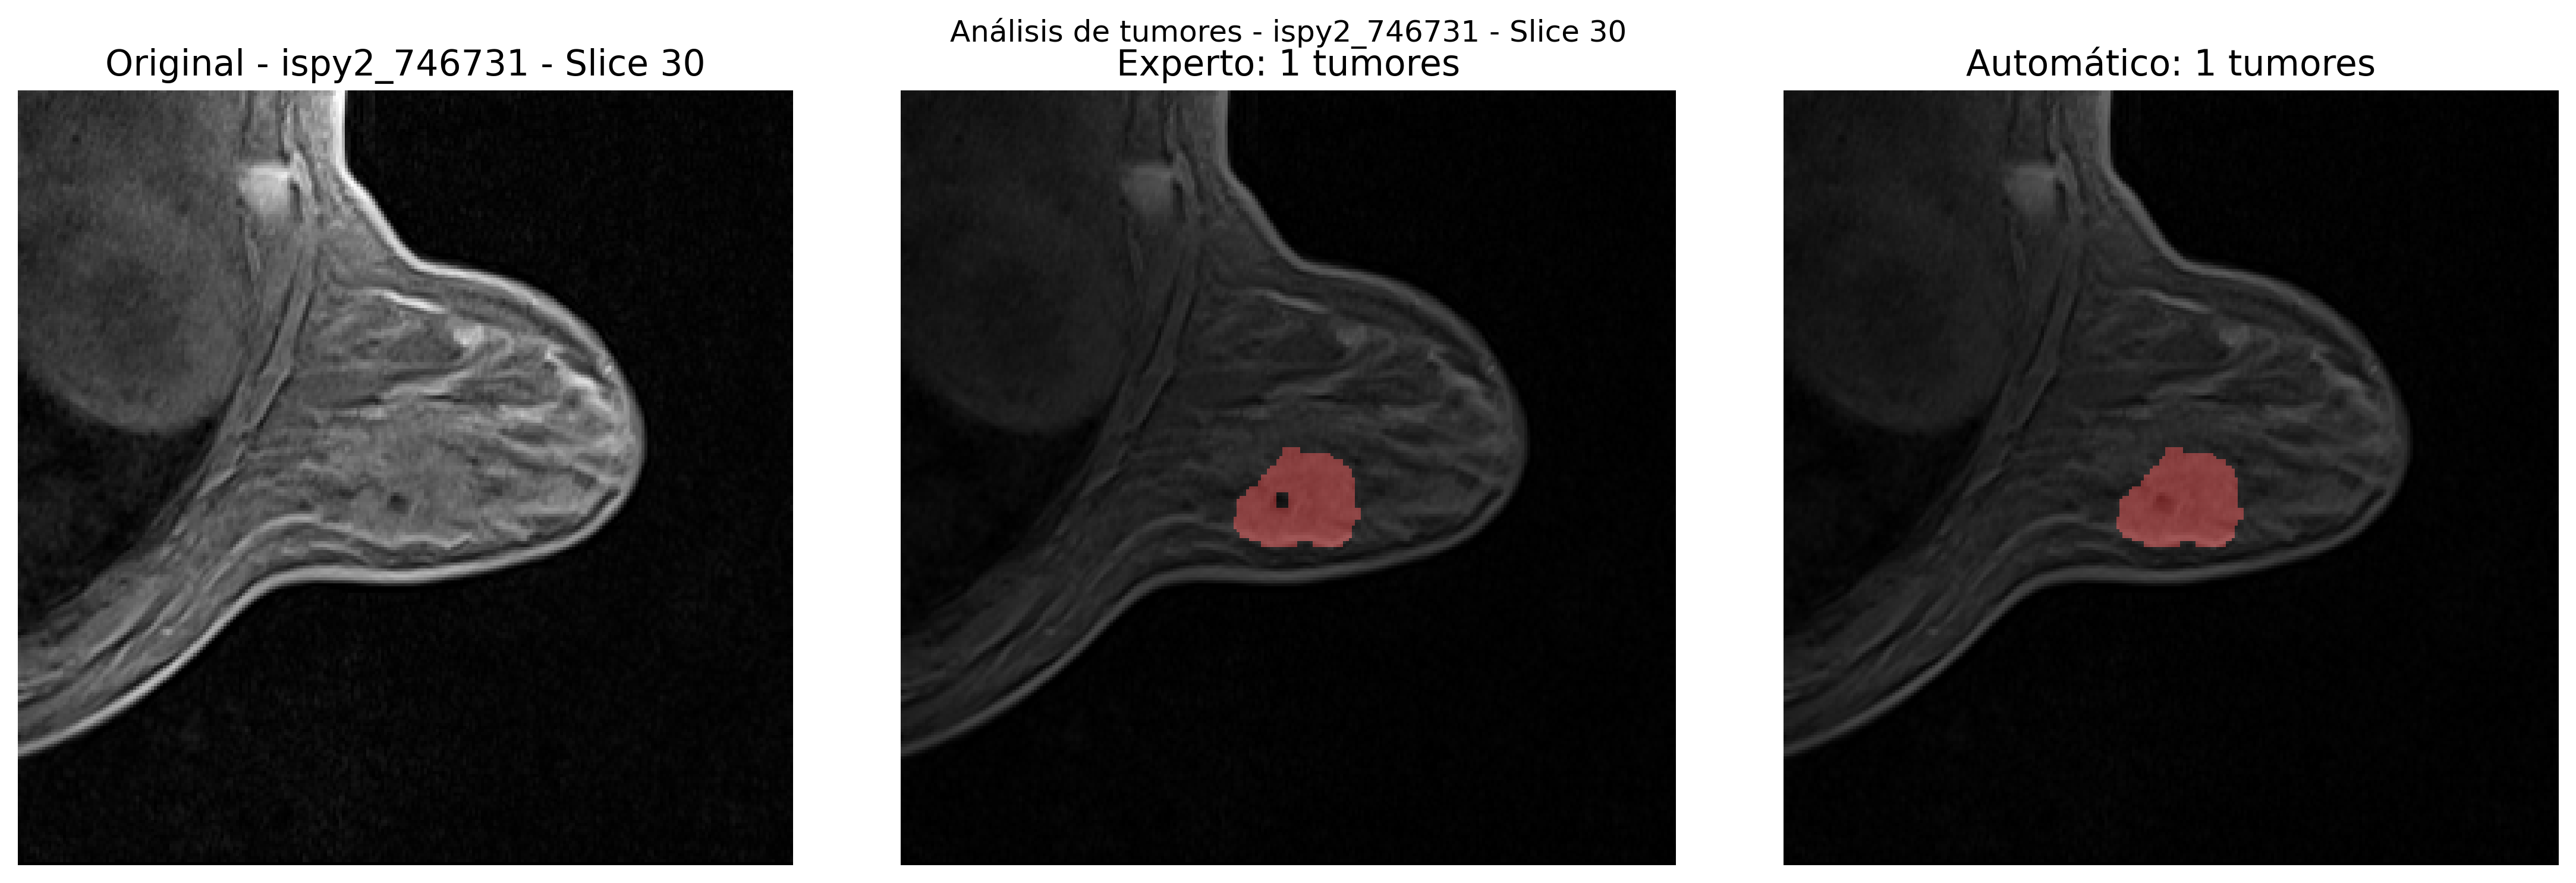 Análisis de tumores - ispy2_746731 - Slice 30
Original - ispy2_746731 - Slice 30
Experto: 1 tumores
Automático: 1 tumores